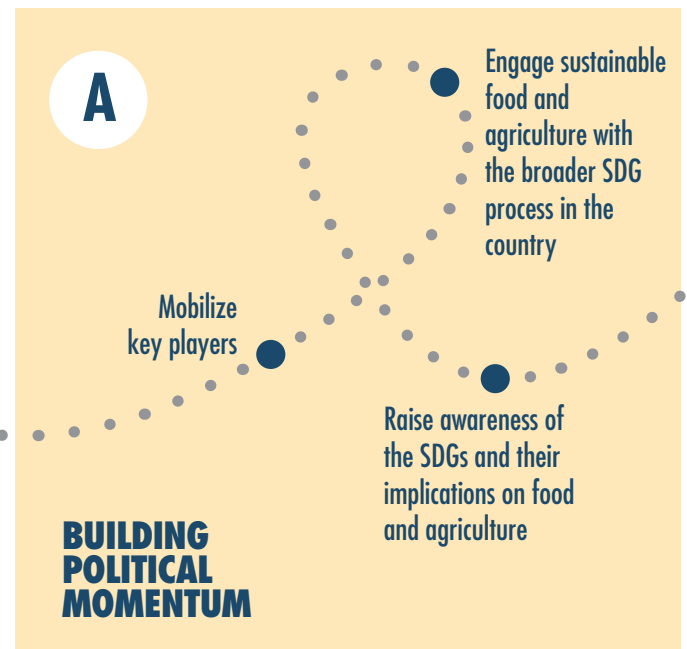 A
Engage sustainable
food and
agriculture with
the broader SDG
process in the
country
Mobilize
key players
Raise awareness of
the SDGs and their
implications on food
and agriculture
BUILDING
POLITICAL
MOMENTUM